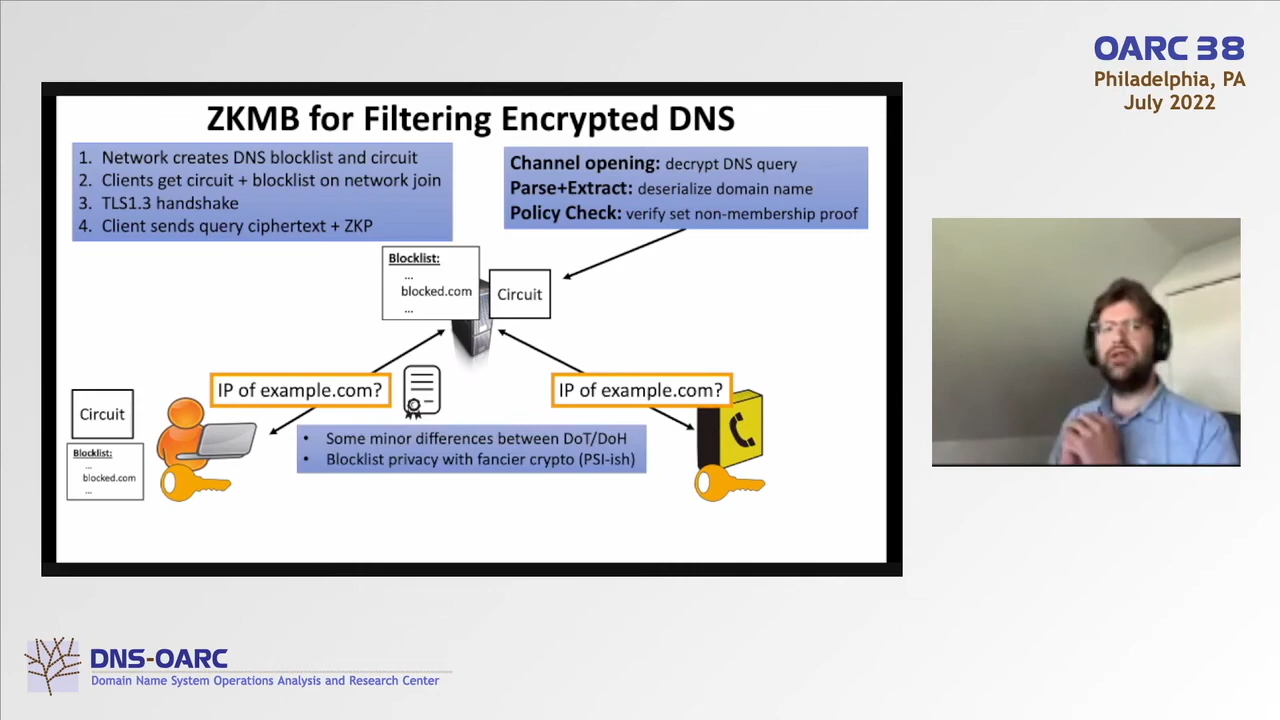 OARC 38
Philadelphia, PA
July 2022
ZKMB for Filtering Encrypted DNS
1. Network creates DNS blocklist and circuit
2. Clients get circuit + blocklist on network join
3. TLS1.3 handshake
4. Client sends query ciphertext + ZKP
Channel opening: decrypt DNS query
Parse+Extract: deserialize domain name
Policy Check: verify set non-membership proof
Blocklist:
...
blocked.com
...
Circuit
IP of example.com?
IP of example.com?
Circuit
Blocklist:
...
blocked.com
...
• Some minor differences between DoT/DoH
• Blocklist privacy with fancier crypto (PSI-ish)
DNS-OARC
Domain Name System Operations Analysis and Research Center